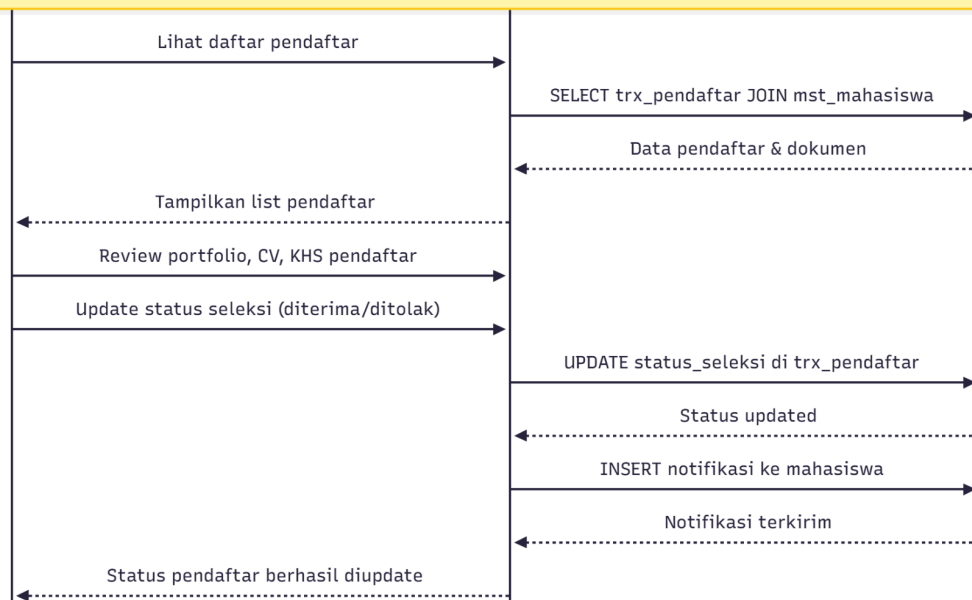 Lihat daftar pendaftar
SELECT trx_pendaftar JOIN mst_mahasiswa
Data pendaftar & dokumen
Tampilkan list pendaftar
Review portfolio, CV, KHS pendaftar
Update status seleksi (diterima/ditolak)
UPDATE status_seleksi di trx_pendaftar
Status updated
INSERT notifikasi ke mahasiswa
Notifikasi terkirim
Status pendaftar berhasil diupdate